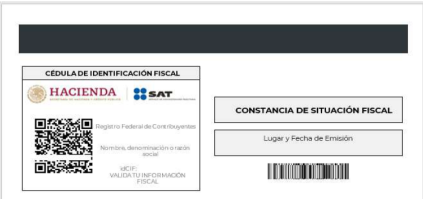 CÉDULA DE IDENTIFICACIÓN FISCAL
HACIENDA
SAT
Registro Federal de Contribuyentes
Nombre, denominación o razón
social
idCIF:
VALIDA TU INFORMACIÓN
FISCAL
CONSTANCIA DE SITUACIÓN FISCAL
Lugar y Fecha de Emisión